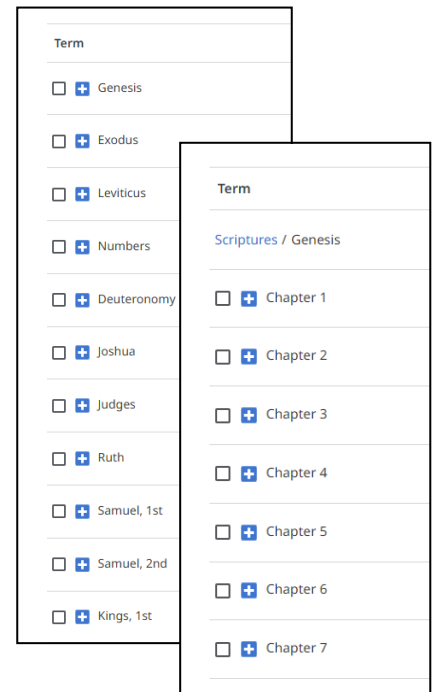 Term
Genesis
Exodus
Leviticus
Numbers
Deuteronomy
Joshua
Judges
Ruth
Samuel, 1st
Samuel, 2nd
Kings, 1st
Term
Scriptures / Genesis
Chapter 1
Chapter 2
Chapter 3
Chapter 4
Chapter 5
Chapter 6
Chapter 7